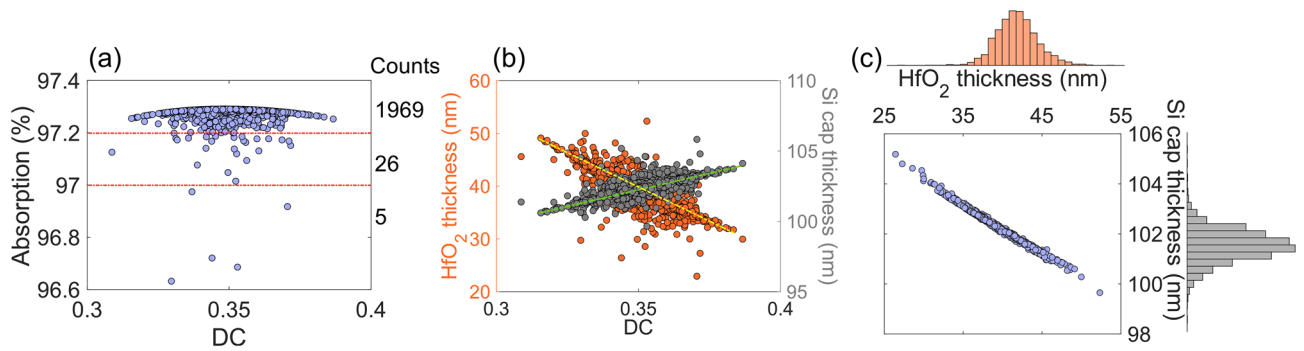 (a)
Counts
Absorption (%)
97.4
97.2
97
96.8
96.6
1969
26
5
0.3
0.35
0.4
DC
(b)
HfO2 thickness (nm)
60
50
40
30
20
110
105
100
95
Si cap thickness (nm)
0.3
0.35
0.4
DC
(c)
HfO2 thickness (nm)
25
35
45
55
106
104
102
100
98
Si cap thickness (nm)